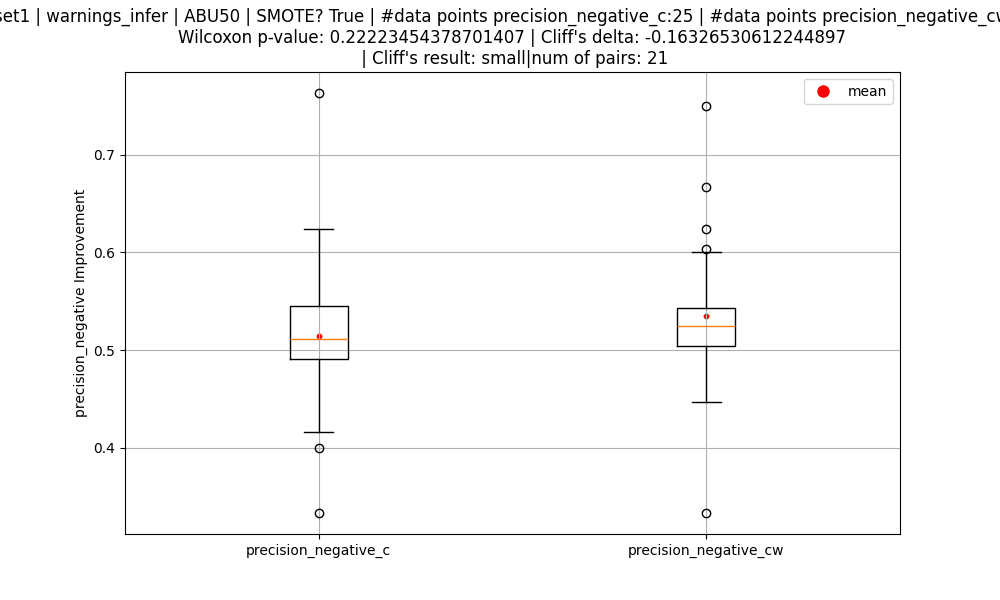 set1 | warnings_infer | ABU50 | SMOTE? True | #data points precision_negative_c:25 | #data points precision_negative_cw
Wilcoxon p-value: 0.22223454378701407 | Cliff's delta: -0.16326530612244897
| Cliff's result: small|num of pairs: 21
mean
0.7
0.6
0.5
0.4
precision_negative Improvement
precision_negative_c
precision_negative_cw